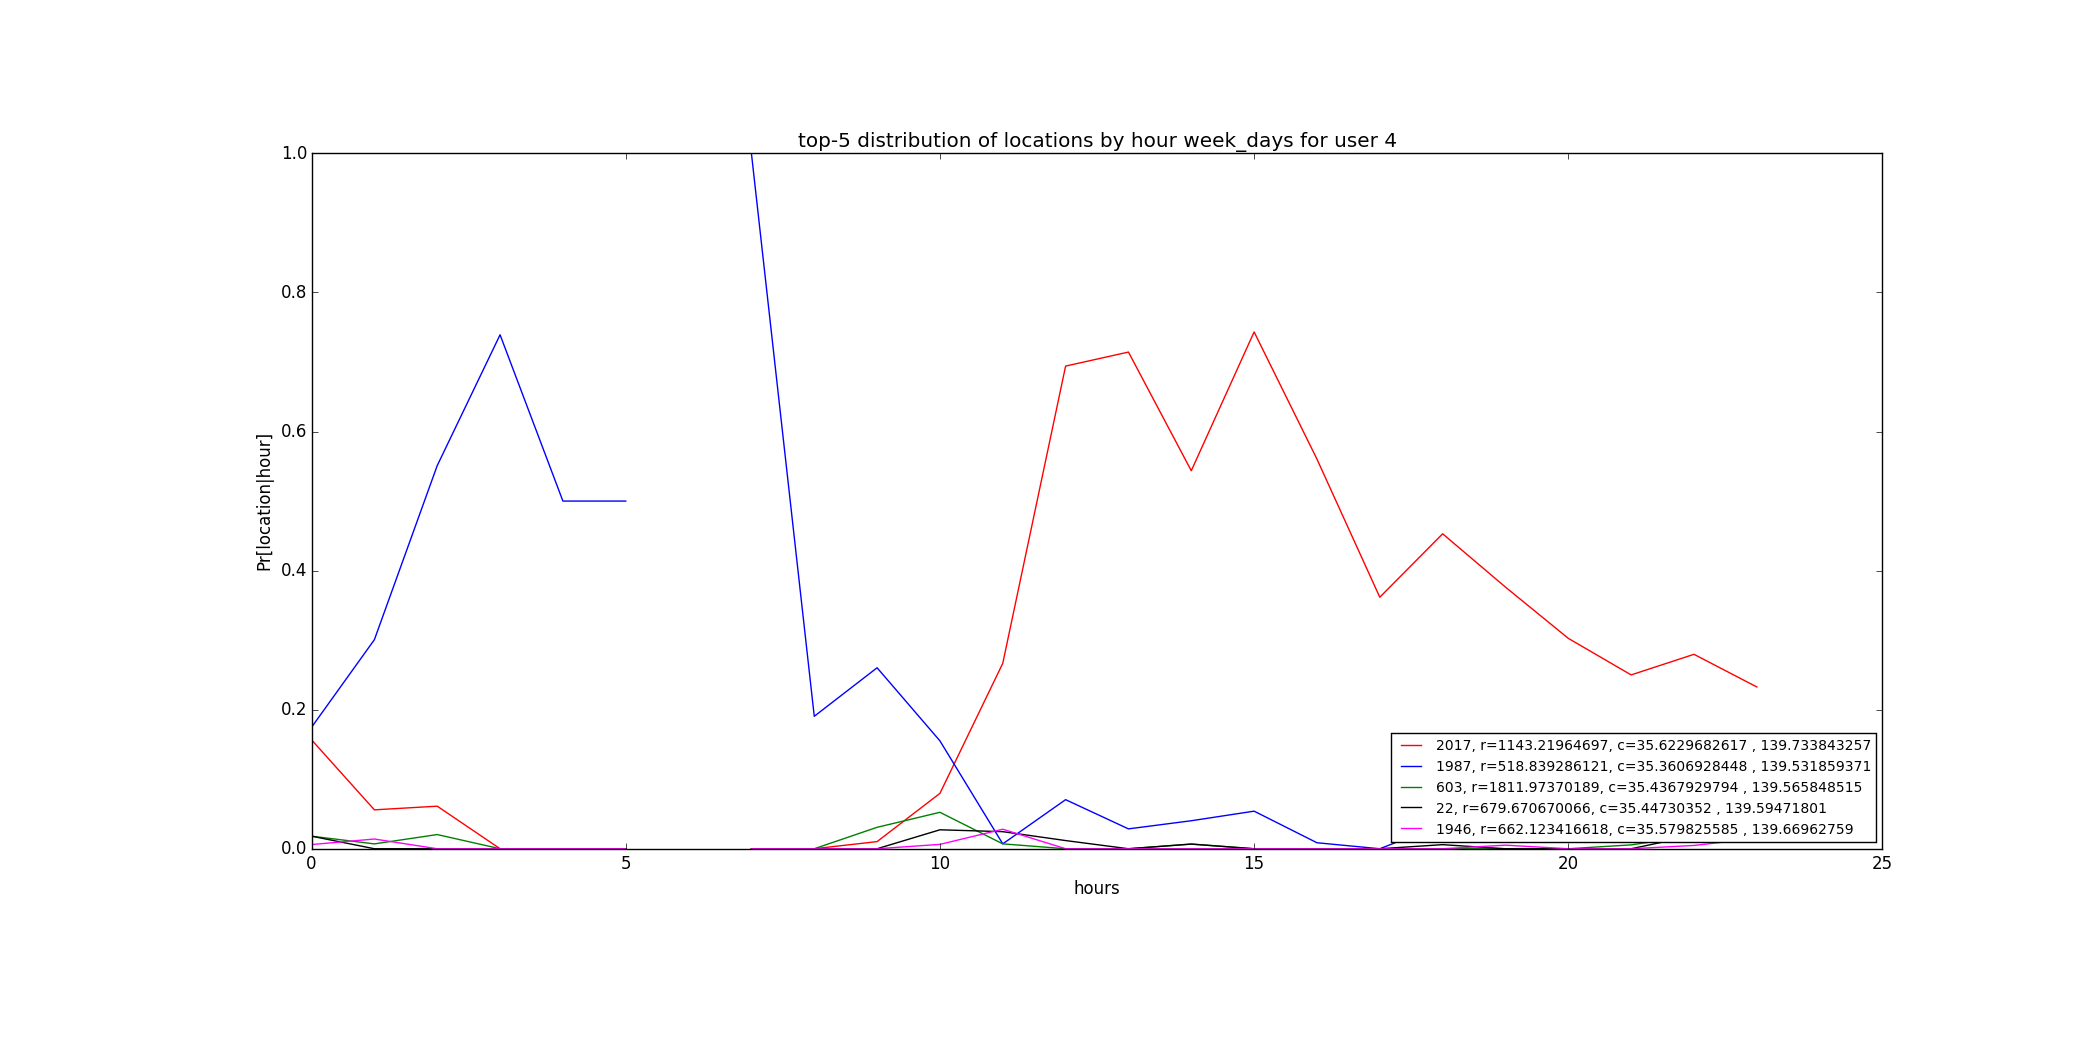 top-5 distribution of locations by hour week_days for user 4
1.0
0.8
0.6
0.4
0.2
0.0
Pr[location|hour]
2017, r=1143.21964697, c=35.6229682617 , 139.733843257
1987, r=518.839286121, c=35.3606928448 , 139.531859371
603, r=1811.97370189, c=35.4367929794 , 139.565848515
22, r=679.670670066, c=35.44730352 , 139.59471801
1946, r=662.123416618, c=35.579825585 , 139.66962759
0 5 10 15 20 25
hours